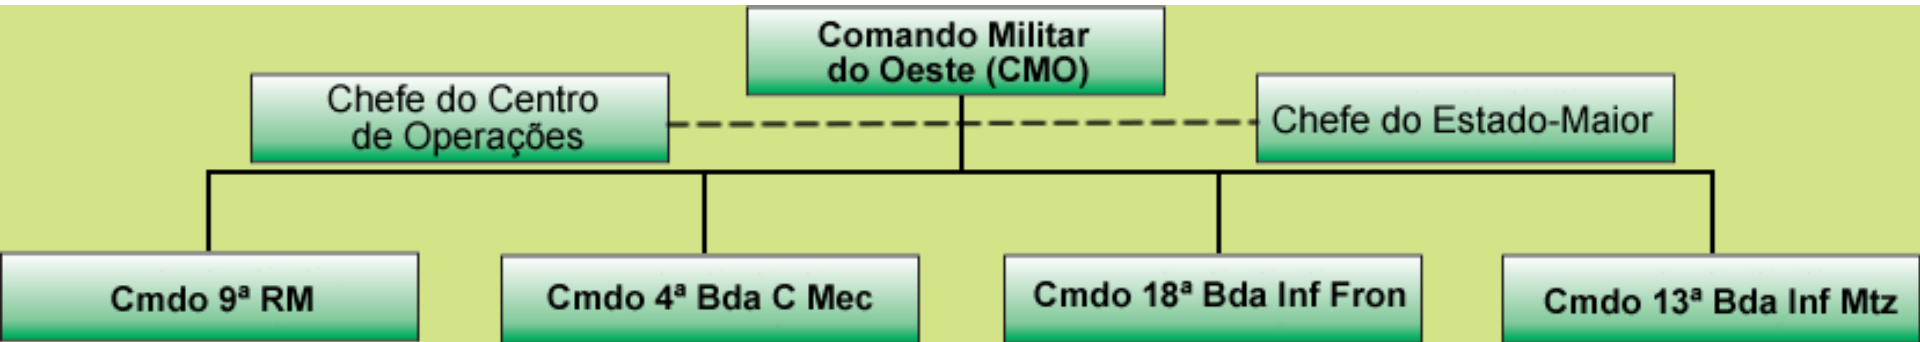 Comando Militar
do Oeste (CMO)
Chefe do Centro
de Operações
Chefe do Estado-Maior
Cmdo 9ª RM
Cmdo 4ª Bda C Mec
Cmdo 18ª Bda Inf Fron
Cmdo 13ª Bda Inf Mtz